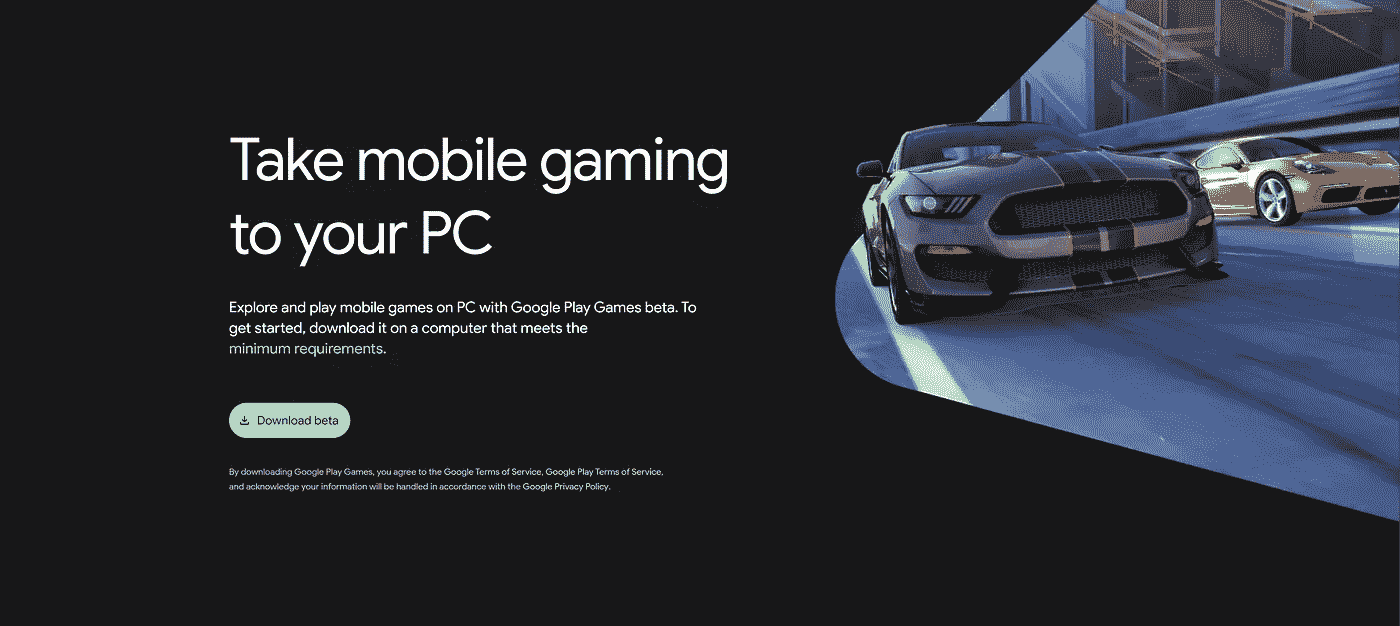 Take mobile gaming
to your PC
Explore and play mobile games on PC with Google Play Games beta. To
get started, download it on a computer that meets the
minimum requirements.
Download beta
By downloading Google Play Games, you agree to the Google Terms of Service, Google Play Terms of Service,
and acknowledge your information will be handled in accordance with the Google Privacy Policy.